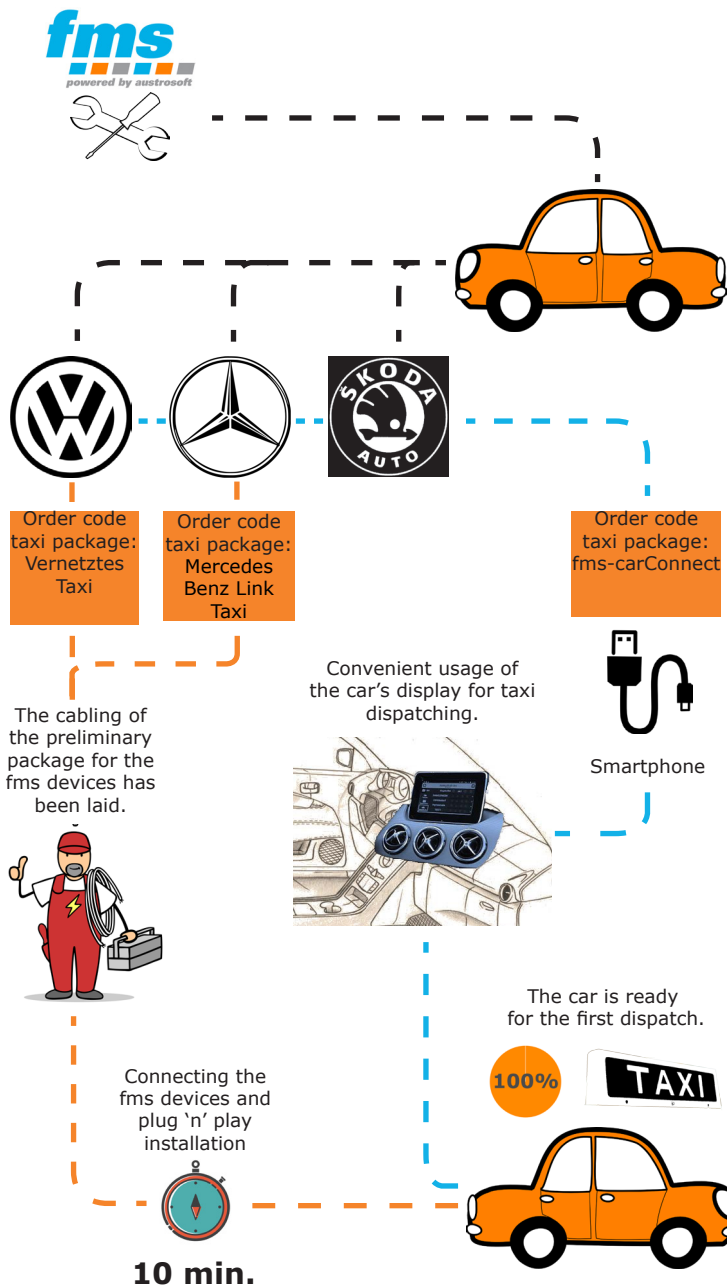 fms
powered by austrosoft
ŠKODA
AUTO
Order code
taxi package:
Vernetztes
Taxi
Order code
taxi package:
Mercedes
Benz Link
Taxi
Order code
taxi package:
fms-carConnect
Convenient usage of
the car’s display for taxi
dispatching.
Smartphone
The cabling of
the preliminary
package for the
fms devices has
been laid.
The car is ready
for the first dispatch.
100%
TAXI
Connecting the
fms devices and
plug ‘n’ play
installation
10 min.